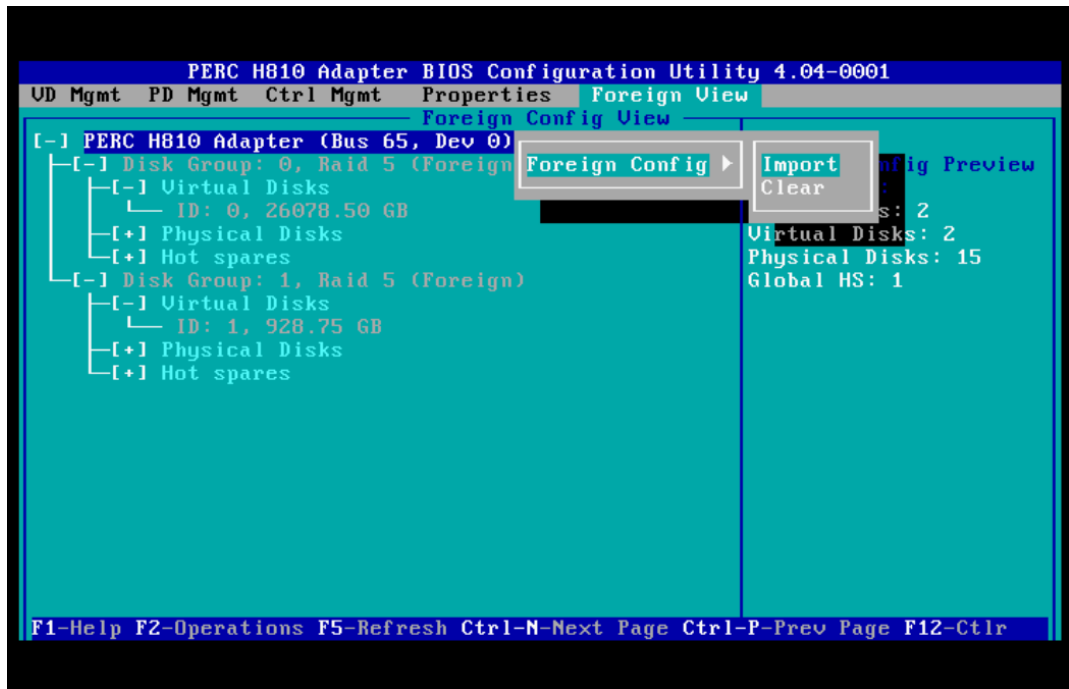 PERC H810 Adapter BIOS Configuration Utility 4.04-0001
VD Mgmt PD Mgmt Ctrl Mgmt Properties Foreign View
Foreign Config View
[-] PERC H810 Adapter (Bus 65, Dev 0)
[-] Disk Group: 0, Raid 5 (Foreign
[-] Virtual Disks
ID: 0, 26078.50 GB
[+] Physical Disks
[+] Hot spares
[-] Disk Group: 1, Raid 5 (Foreign)
[-] Virtual Disks
ID: 1, 928.75 GB
[+] Physical Disks
[+] Hot spares
Foreign Config
Import
Clear
nfig Preview
:
s: 2
Virtual Disks: 2
Physical Disks: 15
Global HS: 1
F1-Help F2-Operations F5-Refresh Ctrl-N-Next Page Ctrl-P-Prev Page F12-Ctlr